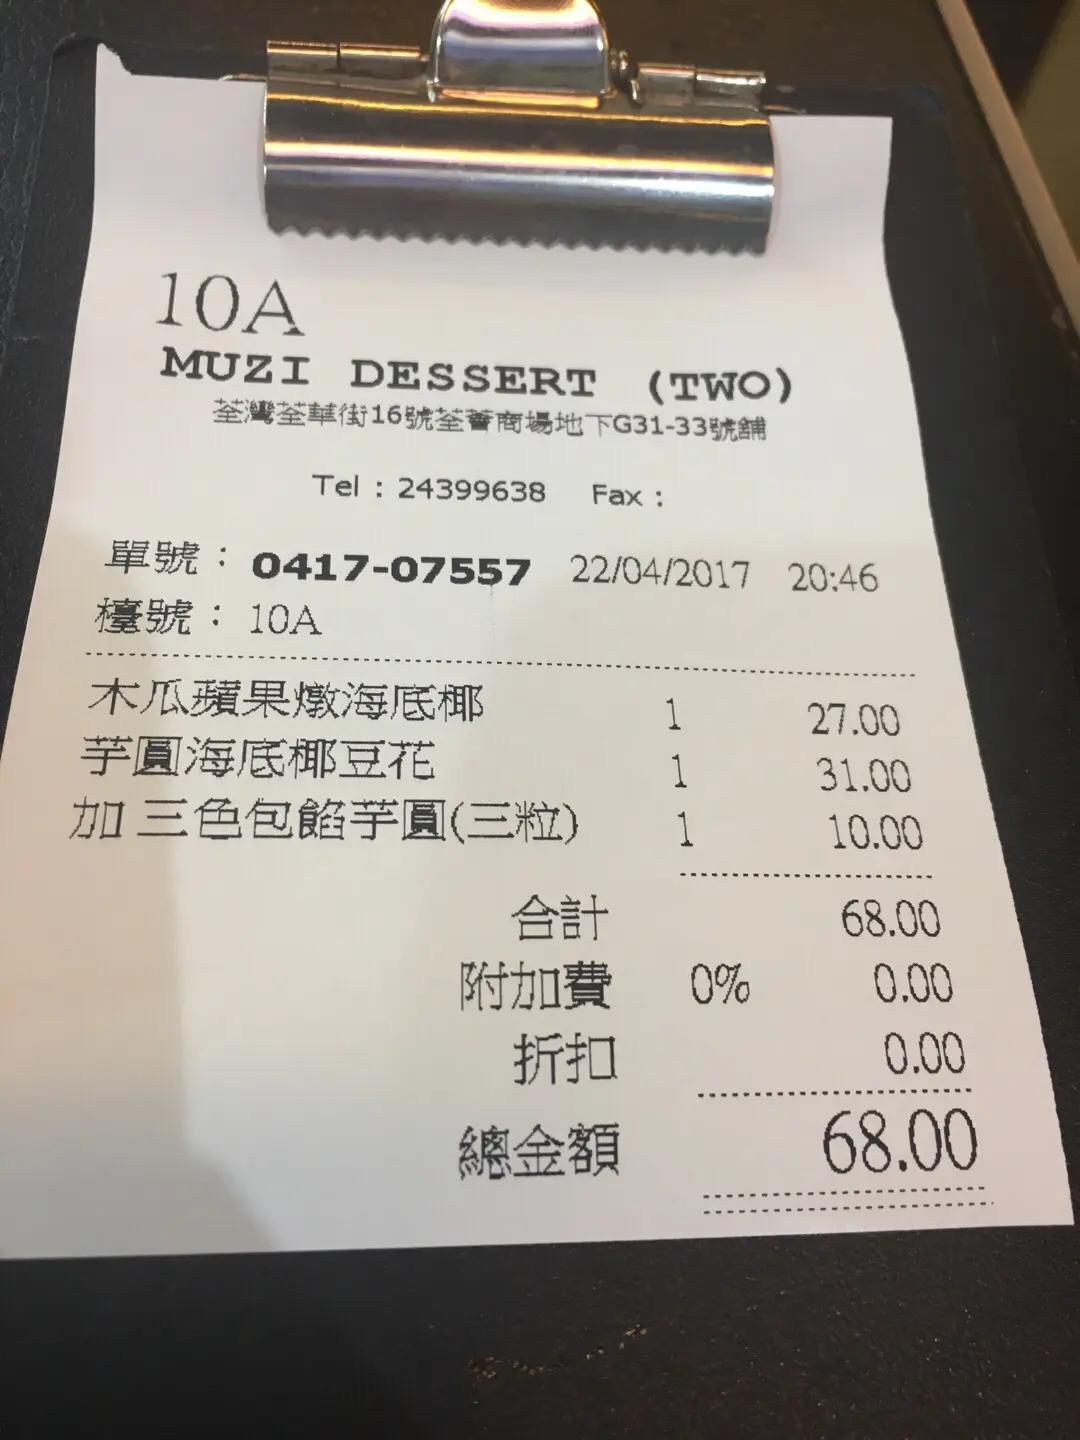 10A
MUZI DESSERT (TWO)
荃灣荃華街16號荃薈商場地下G31-33號舖
Tel : 24399638 Fax :
單號： 0417-07557 22/04/2017 20:46
檯號： 10A
木瓜蘋果燉海底椰 1 27.00
芋圓海底椰豆花 1 31.00
加 三色包餡芋圓(三粒) 1 10.00
合計 68.00
附加費 0% 0.00
折扣 0.00
總金額 68.00